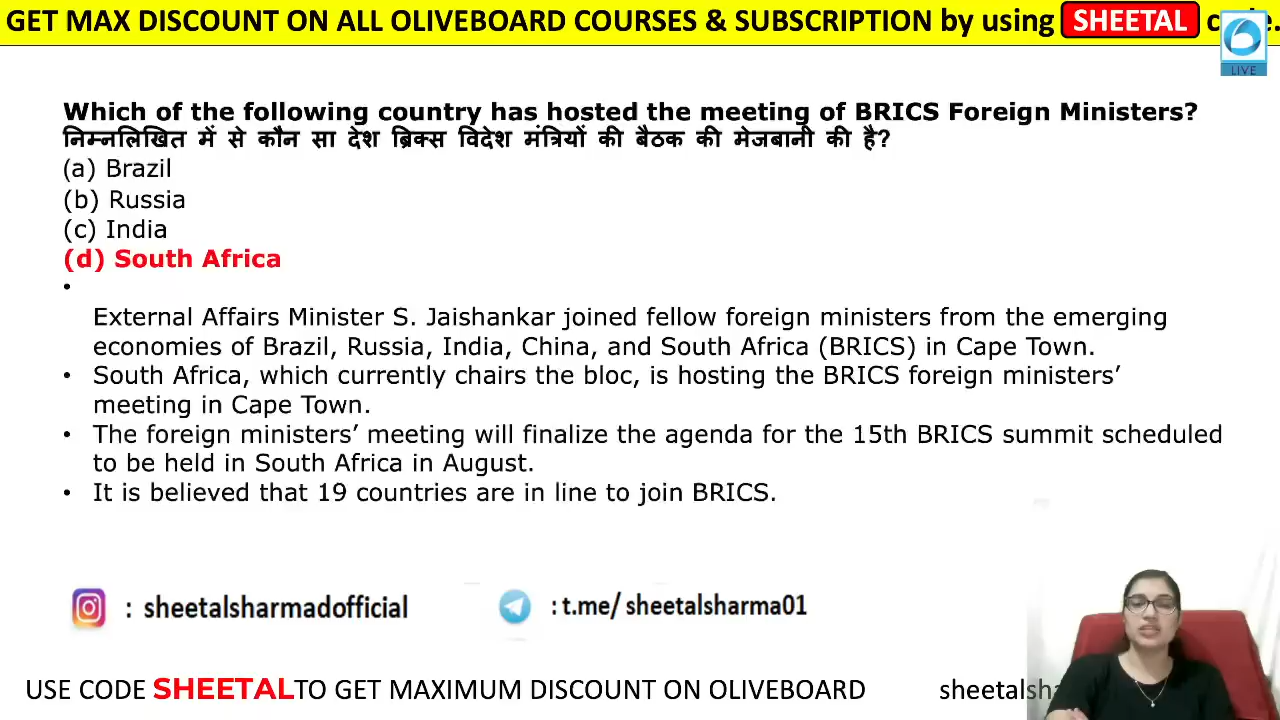 GET MAX DISCOUNT ON ALL OLIVEBOARD COURSES & SUBSCRIPTION by using SHEETAL code.
LIVE
Which of the following country has hosted the meeting of BRICS Foreign Ministers?
निम्नलिखित में से कौन सा देश ब्रिक्स विदेश मंत्रियों की बैठक की मेजबानी की है?
(a) Brazil
(b) Russia
(c) India
(d) South Africa
•
External Affairs Minister S. Jaishankar joined fellow foreign ministers from the emerging
economies of Brazil, Russia, India, China, and South Africa (BRICS) in Cape Town.
• South Africa, which currently chairs the bloc, is hosting the BRICS foreign ministers’
meeting in Cape Town.
• The foreign ministers’ meeting will finalize the agenda for the 15th BRICS summit scheduled
to be held in South Africa in August.
• It is believed that 19 countries are in line to join BRICS.
: sheetalsharmadofficial : t.me/ sheetalsharma01
USE CODE SHEETAL TO GET MAXIMUM DISCOUNT ON OLIVEBOARD